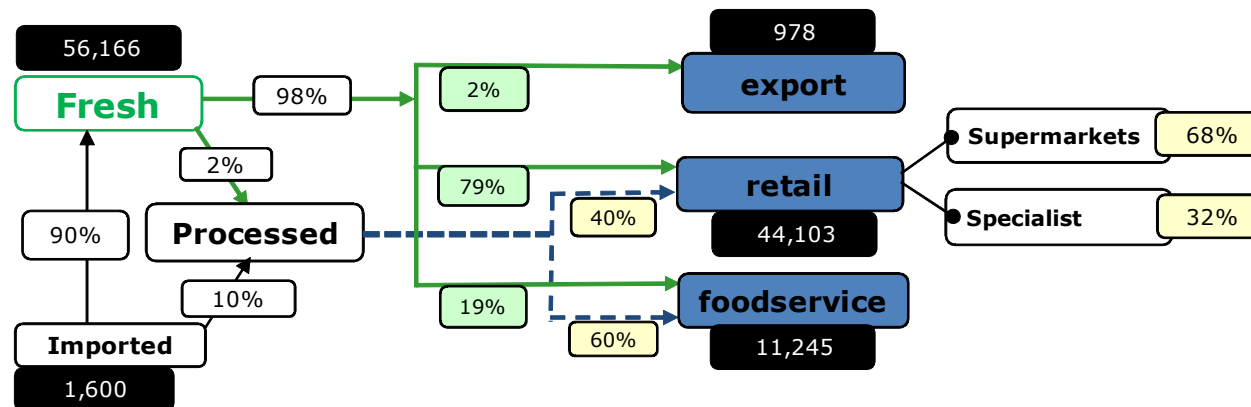 56,166
Fresh
98%
2%
90%
Processed
10%
Imported
1,600
2%
79%
40%
19%
60%
978
export
retail
44,103
foodservice
11,245
Supermarkets
68%
Specialist
32%